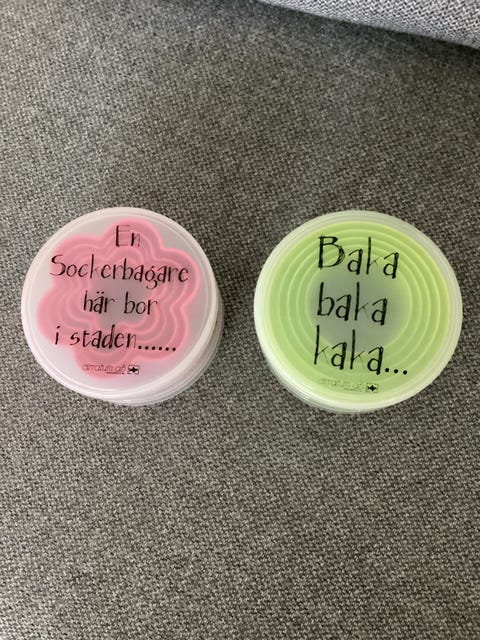 En
Sockerbagare
här bor
i staden......
Baka
baka
kaka...